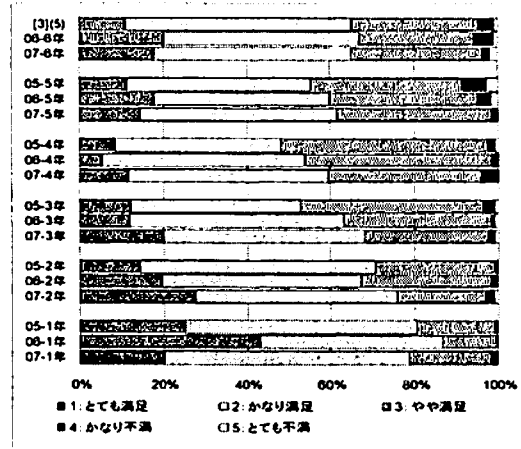 [3](5)
06-6年
07-6年
05-5年
06-5年
07-5年
05-4年
06-4年
07-4年
05-3年
06-3年
07-3年
05-2年
06-2年
07-2年
05-1年
06-1年
07-1年
0% 20% 40% 60% 80% 100%
■1:とても満足 □2:かなり満足 ■3:やや満足
■4:かなり不満 □5:とても不満